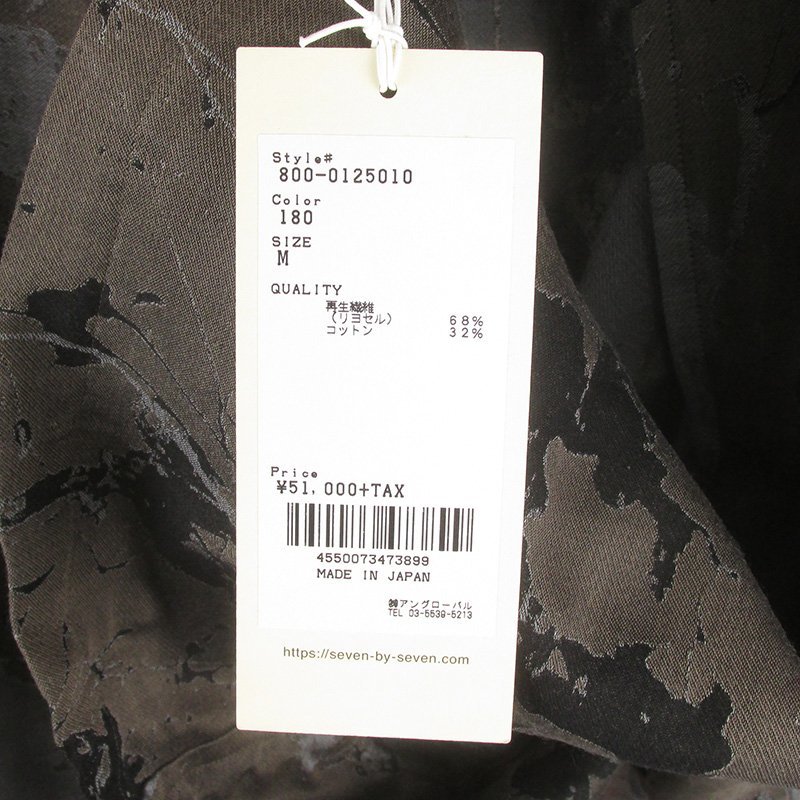 Style#
800-0125010
Color
180
SIZE
M
QUALITY
再生繊維
（リヨセル） 68%
コットン 32%
Price
¥51,000+TAX
4550073473899
MADE IN JAPAN
㈱アングローバル
TEL 03-5539-5213
https://seven-by-seven.com